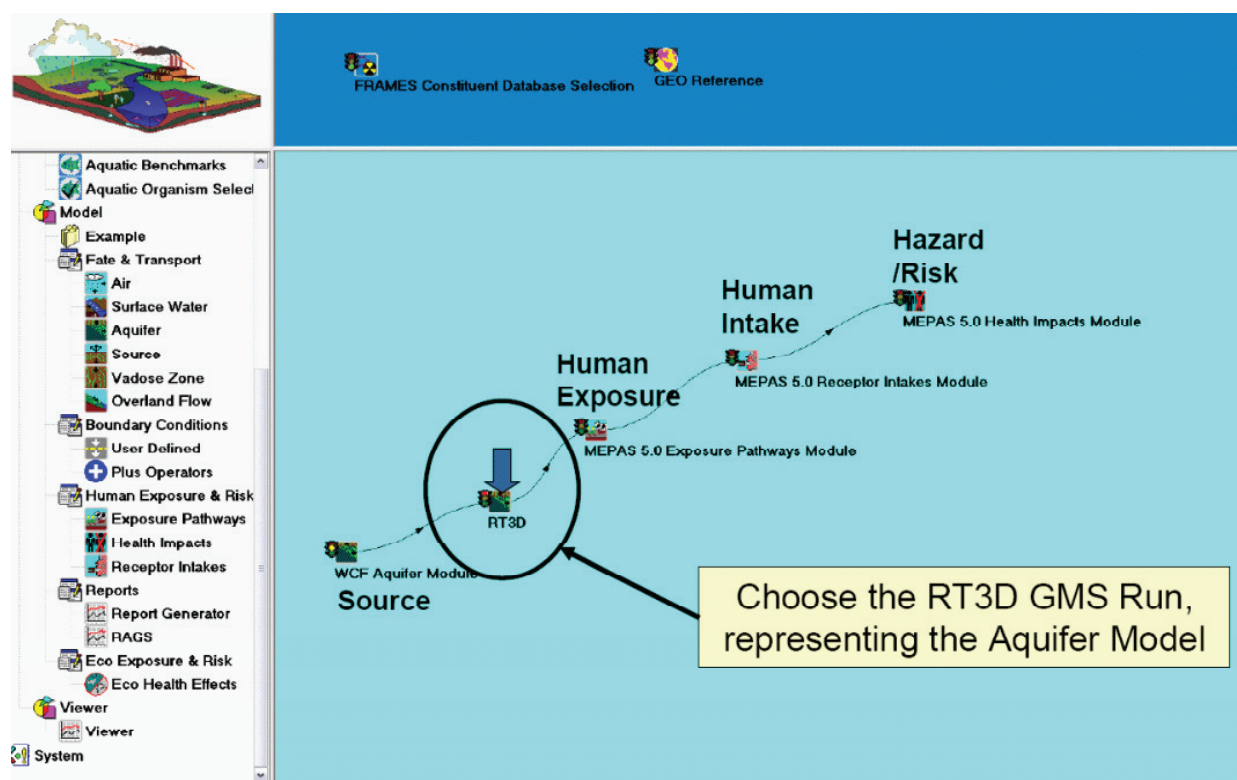 FRAMES Constituent Database Selection
GEO Reference
Aquatic Benchmarks
Aquatic Organism Select
Model
Example
Fate & Transport
Air
Surface Water
Aquifer
Source
Vadose Zone
Overland Flow
Boundary Conditions
User Defined
Plus Operators
Human Exposure & Risk
Exposure Pathways
Health Impacts
Receptor Intakes
Reports
Report Generator
RAGS
Eco Exposure & Risk
Eco Health Effects
Viewer
Viewer
System
Hazard
/Risk
MEPAS 5.0 Health Impacts Module
Human
Intake
MEPAS 5.0 Receptor Intakes Module
Human
Exposure
MEPAS 5.0 Exposure Pathways Module
RT3D
WCF Aquifer Module
Source
Choose the RT3D GMS Run,
representing the Aquifer Model